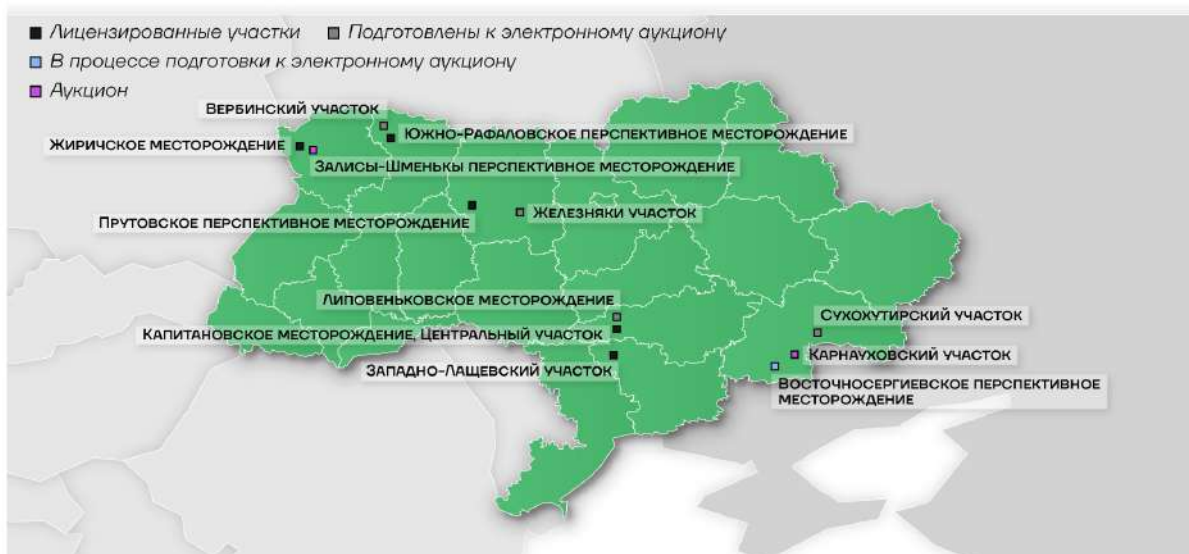 Лицензированные участки
Подготовлены к электронному аукциону
В процессе подготовки к электронному аукциону
Аукцион
ВЕРБИНСКИЙ УЧАСТОК
ЮЖНО-РАФАЛОВСКОЕ ПЕРСПЕКТИВНОЕ МЕСТОРОЖДЕНИЕ
ЖИРИЧСКОЕ МЕСТОРОЖДЕНИЕ
ЗАЛИСЫ-ШМЕНЬКЫ ПЕРСПЕКТИВНОЕ МЕСТОРОЖДЕНИЕ
ПРУТОВСКОЕ ПЕРСПЕКТИВНОЕ МЕСТОРОЖДЕНИЕ
ЖЕЛЕЗНЯКИ УЧАСТОК
ЛИПОВЕНЬКОВСКОЕ МЕСТОРОЖДЕНИЕ
СУХОХУТИРСКИЙ УЧАСТОК
КАПИТАНОВСКОЕ МЕСТОРОЖДЕНИЕ, ЦЕНТРАЛЬНЫЙ УЧАСТОК
КАРНАУХОВСКИЙ УЧАСТОК
ЗАПАДНО-ЛАЩЕВСКИЙ УЧАСТОК
ВОСТОЧНОСЕРГИЕВСКОЕ ПЕРСПЕКТИВНОЕ
МЕСТОРОЖДЕНИЕ